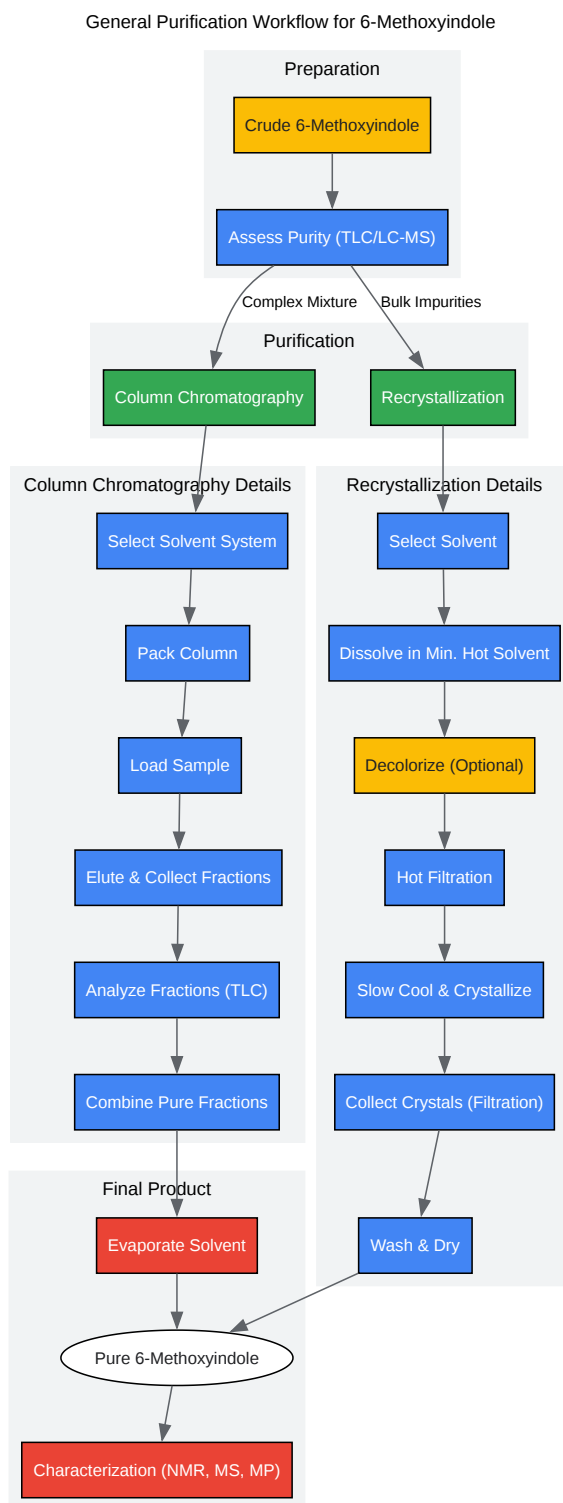 General Purification Workflow for 6-Methoxyindole
Preparation
Crude 6-Methoxyindole
Assess Purity (TLC/LC-MS)
Complex Mixture
Bulk Impurities
Purification
Column Chromatography
Recrystallization
Column Chromatography Details
Select Solvent System
Pack Column
Load Sample
Elute & Collect Fractions
Analyze Fractions (TLC)
Combine Pure Fractions
Recrystallization Details
Select Solvent
Dissolve in Min. Hot Solvent
Decolorize (Optional)
Hot Filtration
Slow Cool & Crystallize
Collect Crystals (Filtration)
Wash & Dry
Final Product
Evaporate Solvent
Pure 6-Methoxyindole
Characterization (NMR, MS, MP)